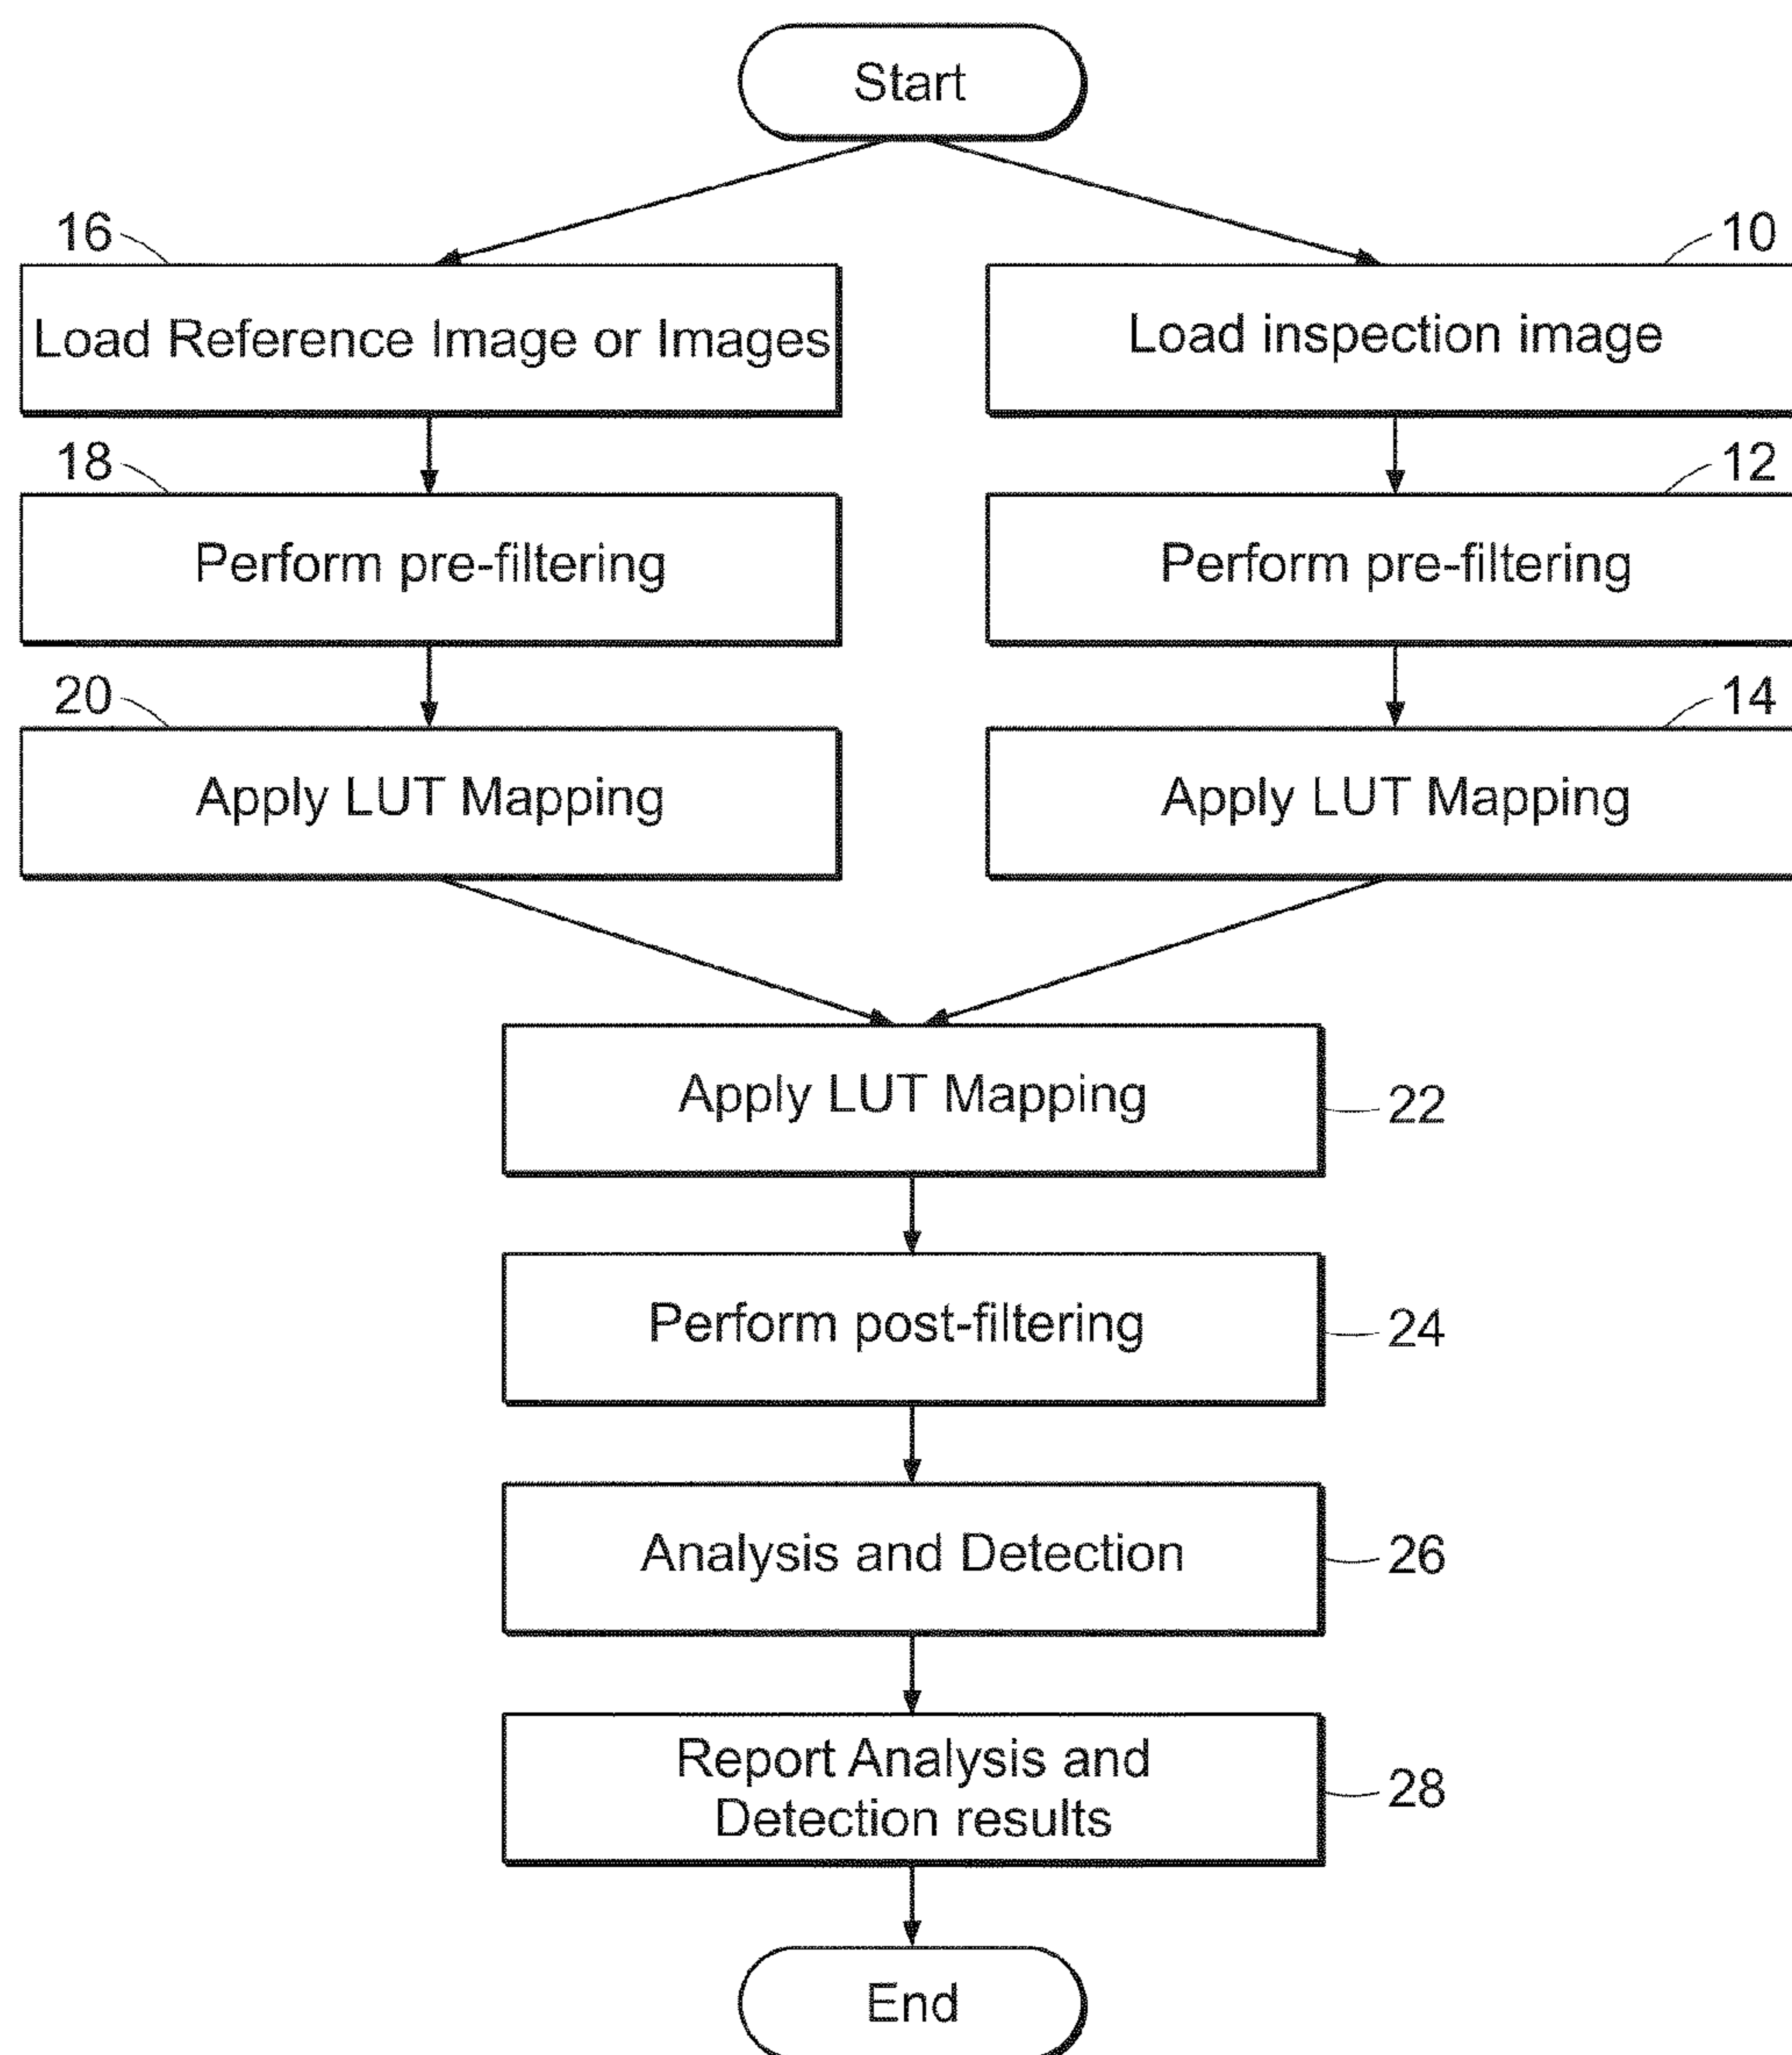 Start
16
10
Load Reference Image or Images
Load inspection image
18
12
Perform pre-filtering
Perform pre-filtering
20
14
Apply LUT Mapping
Apply LUT Mapping
Apply LUT Mapping
22
Perform post-filtering
24
Analysis and Detection
26
Report Analysis and
Detection results
28
End